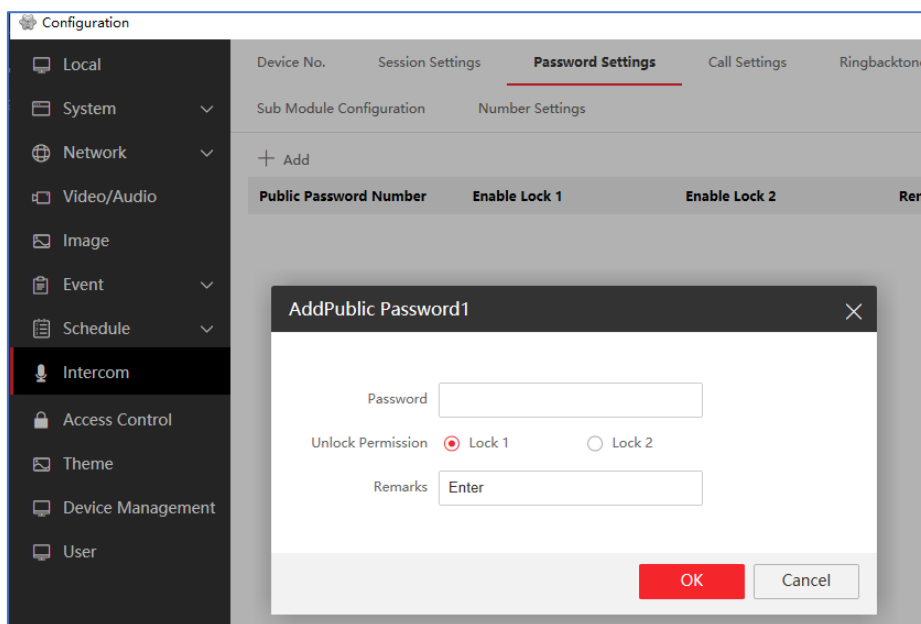 Configuration
Local
System
Network
Video/Audio
Image
Event
Schedule
Intercom
Access Control
Theme
Device Management
User
Device No. Session Settings Password Settings Call Settings Ringbacktone
Sub Module Configuration Number Settings
+ Add
Public Password Number Enable Lock 1 Enable Lock 2 Rer
AddPublic Password1
Password
Unlock Permission Lock 1 Lock 2
Remarks Enter
OK Cancel